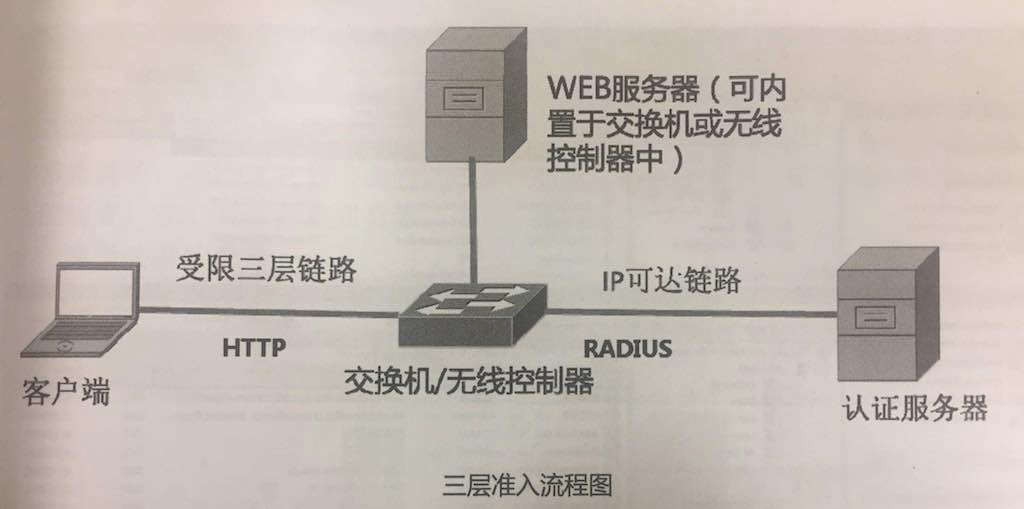 WEB服务器（可内
置于交换机或无线
控制器中）
受限三层链路
IP可达链路
HTTP
RADIUS
客户端
交换机/无线控制器
认证服务器
三层准入流程图